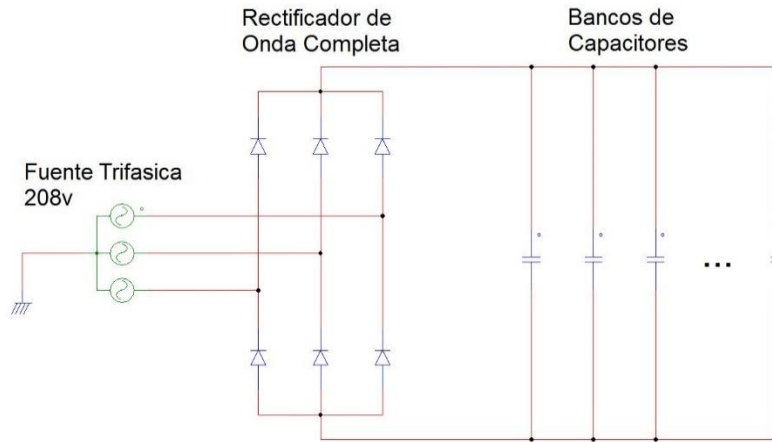 Rectificador de
Onda Completa
Bancos de
Capacitores
Fuente Trifasica
208v
...